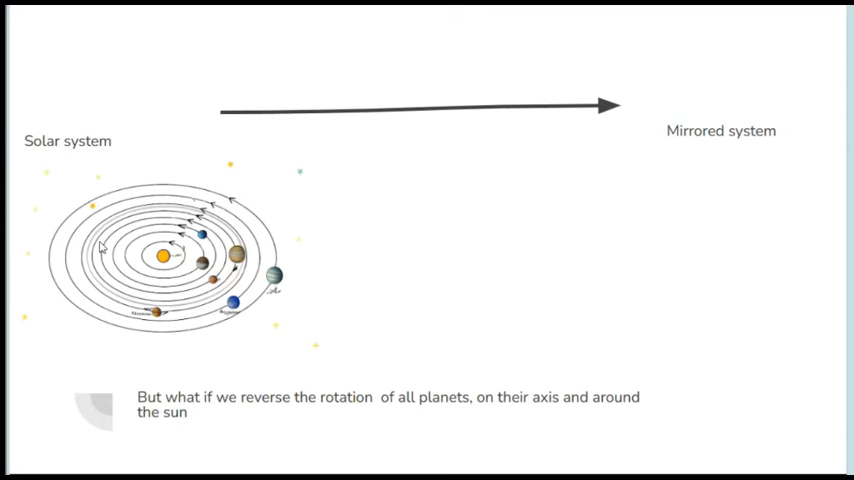 Solar system
Mirrored system
But what if we reverse the rotation of all planets, on their axis and around
the sun